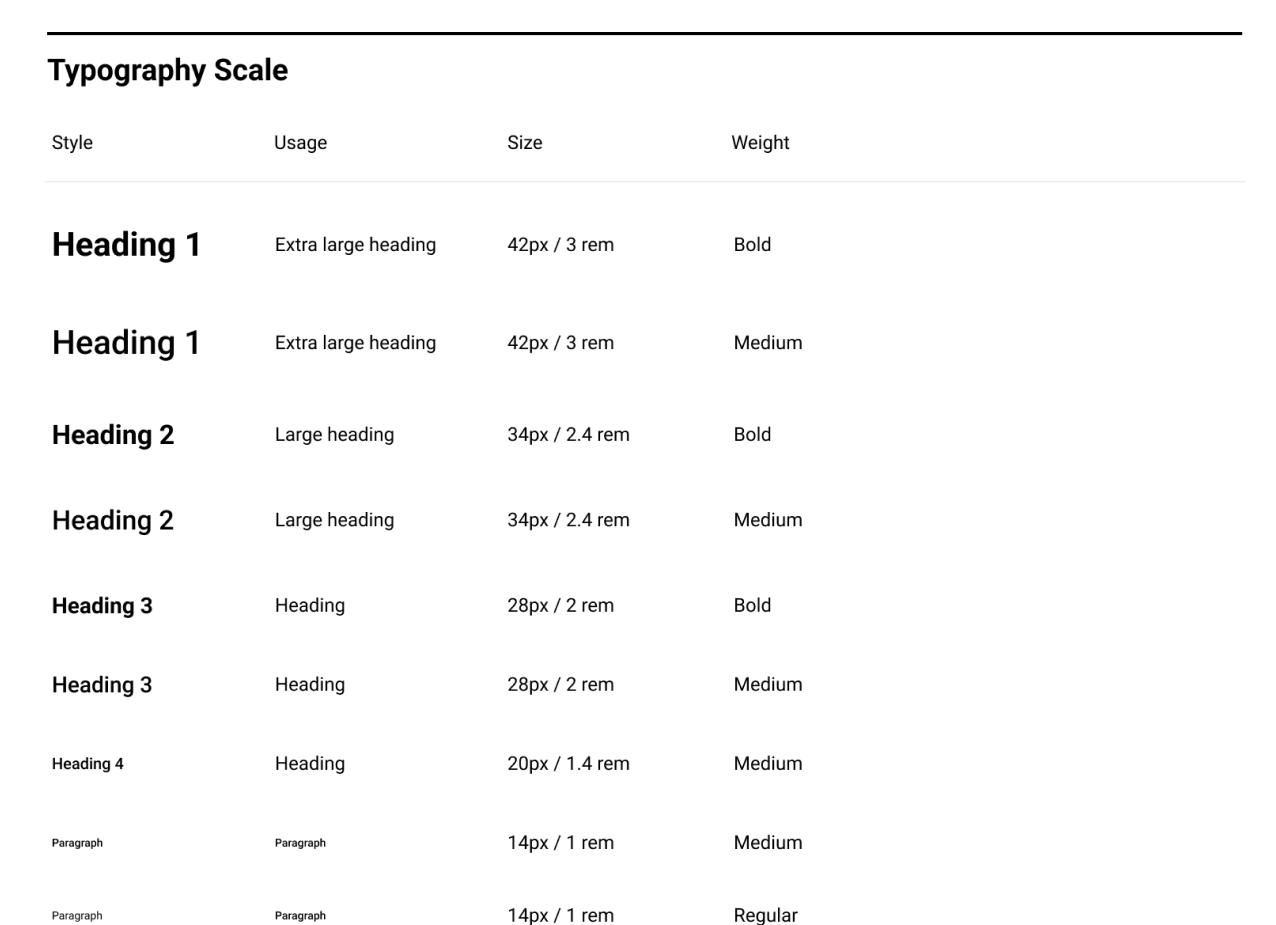 Typography Scale
Style Usage Size Weight
Heading 1 Extra large heading 42px / 3 rem Bold
Heading 1 Extra large heading 42px / 3 rem Medium
Heading 2 Large heading 34px / 2.4 rem Bold
Heading 2 Large heading 34px / 2.4 rem Medium
Heading 3 Heading 28px / 2 rem Bold
Heading 3 Heading 28px / 2 rem Medium
Heading 4 Heading 20px / 1.4 rem Medium
Paragraph Paragraph 14px / 1 rem Medium
Paragraph Paragraph 14px / 1 rem Regular